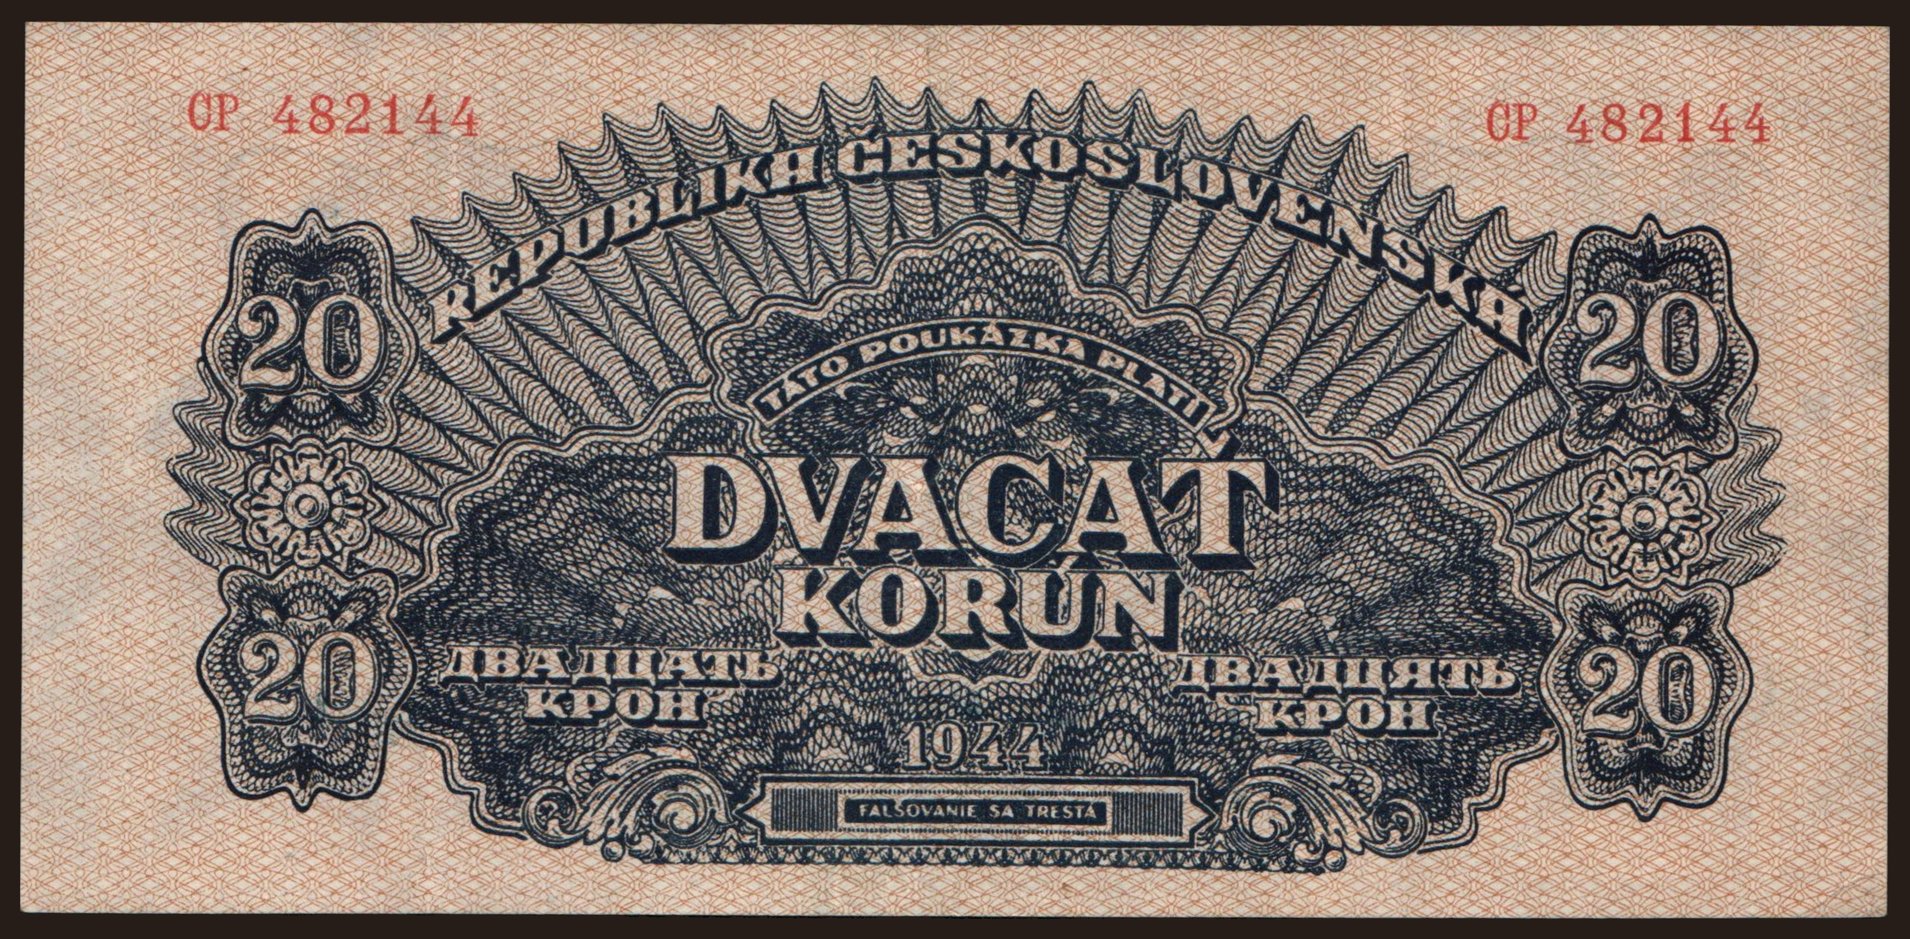 CP 482144
CP 482144
REPUBLIKA ČESKOSLOVENSKÁ
20
20
TÁTO POUKÁZKA PLATÍ
DVACAŤ
KORÚN
20
20
ДВАДЦАТЬ
КРОН
ДВАДЦЯТЬ
КРОН
1944
FALŠOVANIE SA TRESTÁ